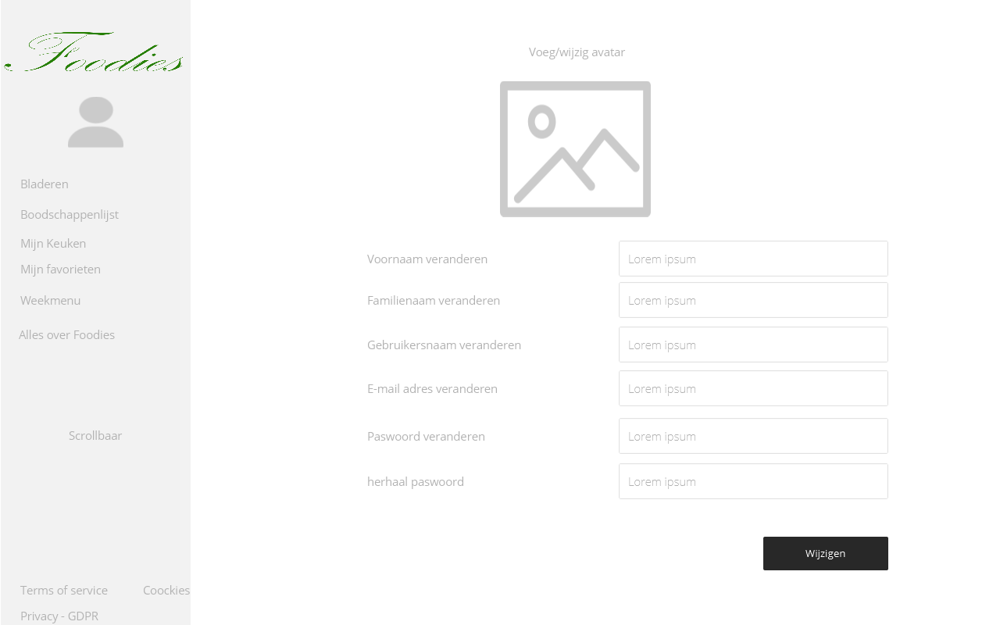 Foodies
Bladeren
Boodschappenlijst
Mijn Keuken
Mijn favorieten
Weekmenu
Alles over Foodies
Scrollbaar
Terms of service
Coockies
Privacy - GDPR
Voeg/wijzig avatar
Voornaam veranderen
Lorem ipsum
Familienaam veranderen
Lorem ipsum
Gebruikersnaam veranderen
Lorem ipsum
E-mail adres veranderen
Lorem ipsum
Paswoord veranderen
Lorem ipsum
herhaal paswoord
Lorem ipsum
Wijzigen